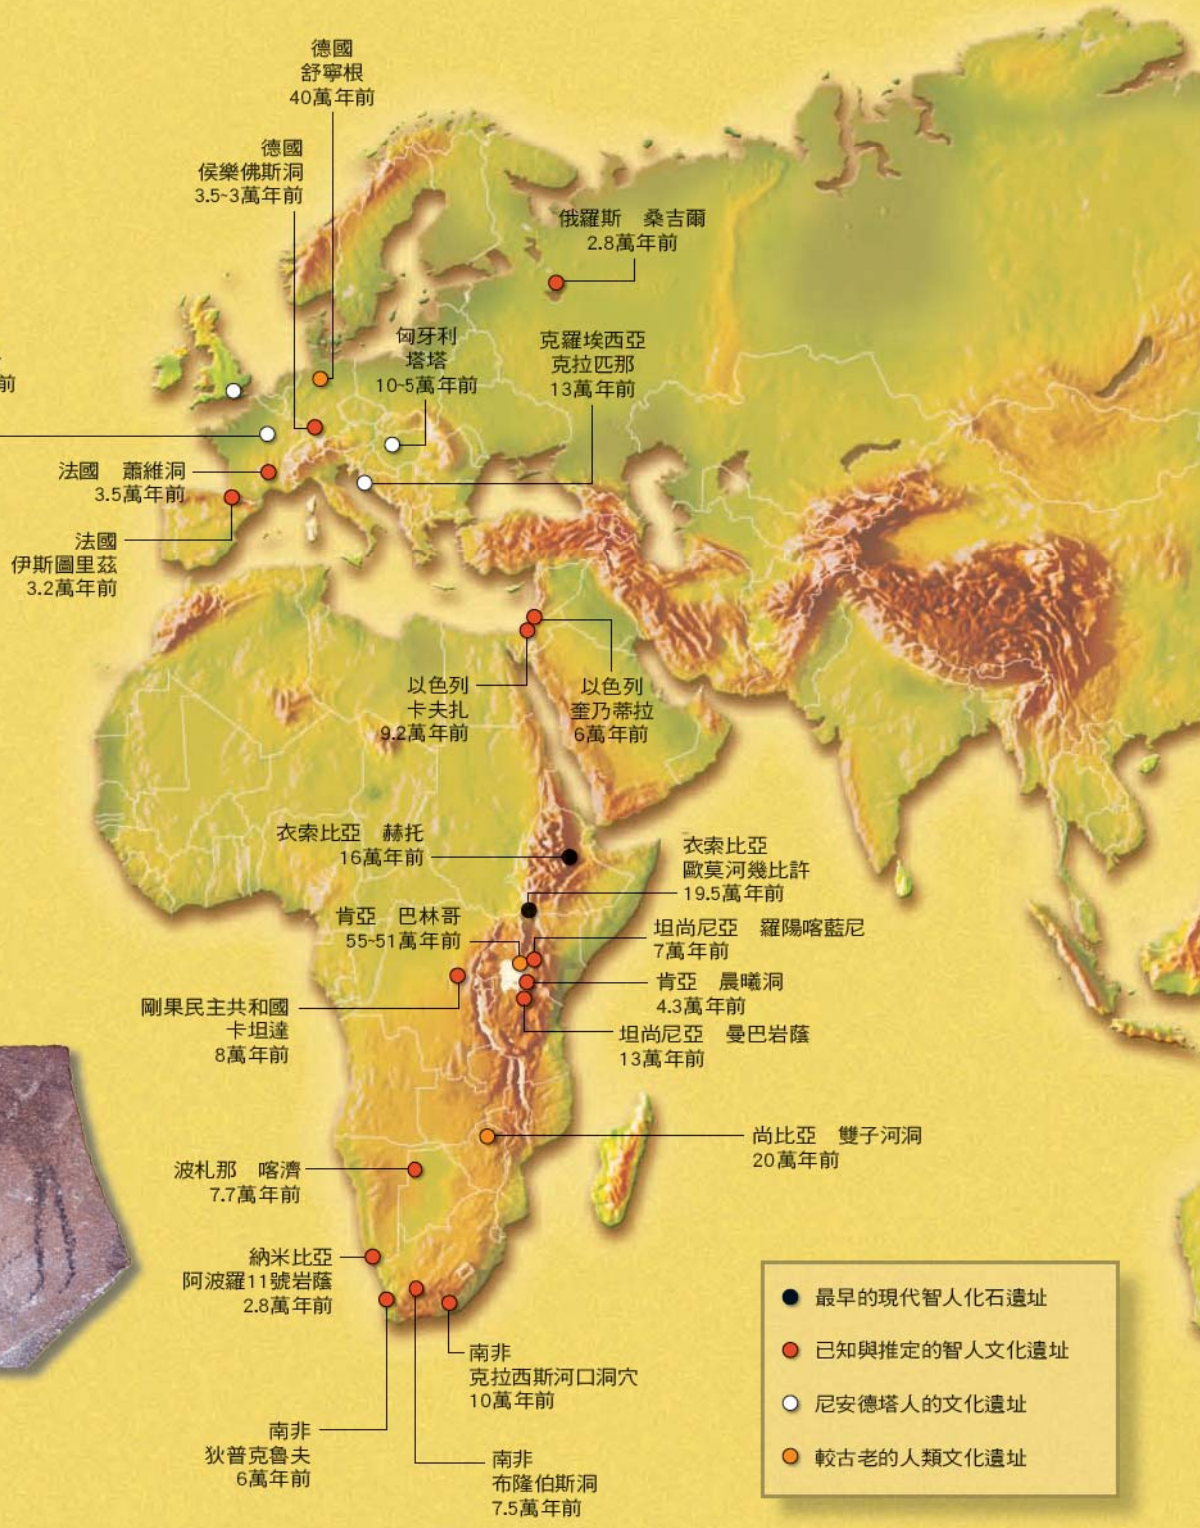 德國
舒寧根
40萬年前
德國
侯樂佛斯洞
3.5~3萬年前
俄羅斯 桑吉爾
2.8萬年前
匈牙利
塔塔
10~5萬年前
克羅埃西亞
克拉匹那
13萬年前
前
法國 蕭維洞
3.5萬年前
法國
伊斯圖里茲
3.2萬年前
以色列
卡夫扎
9.2萬年前
以色列
奎乃蒂拉
6萬年前
衣索比亞 赫托
16萬年前
衣索比亞
歐莫河幾比許
19.5萬年前
肯亞 巴林哥
55~51萬年前
坦尚尼亞 羅陽喀藍尼
7萬年前
肯亞 晨曦洞
4.3萬年前
剛果民主共和國
卡坦達
8萬年前
坦尚尼亞 曼巴岩蔭
13萬年前
尚比亞 雙子河洞
20萬年前
波札那 喀濟
7.7萬年前
納米比亞
阿波羅11號岩蔭
2.8萬年前
南非
克拉西斯河口洞穴
10萬年前
南非
狄普克魯夫
6萬年前
南非
布隆伯斯洞
7.5萬年前
最早的現代智人化石遺址
已知與推定的智人文化遺址
尼安德塔人的文化遺址
較古老的人類文化遺址